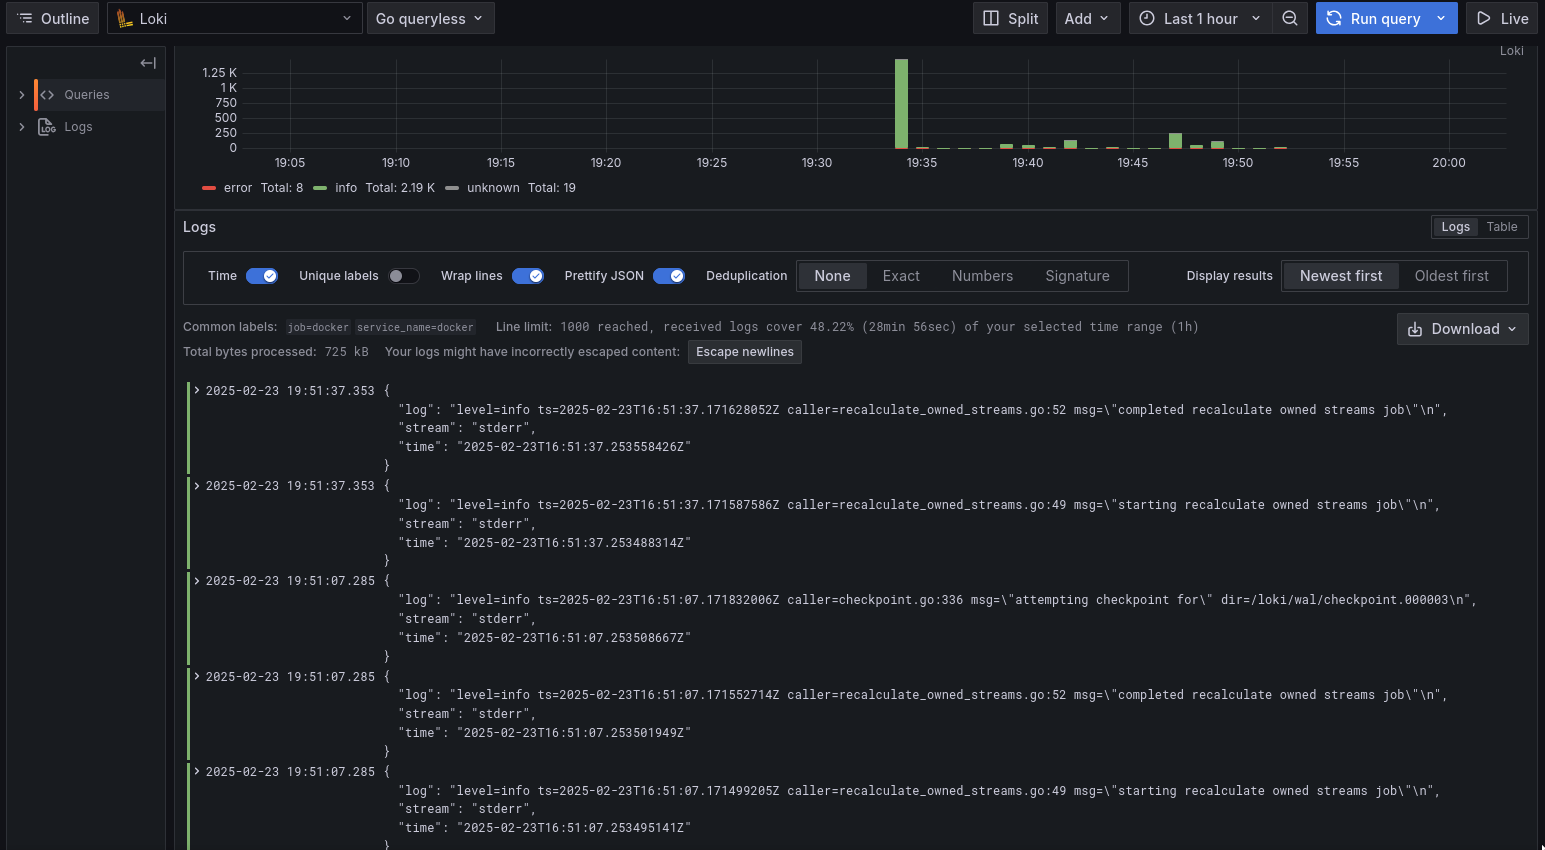 Outline Loki Go queryless Split Add Last 1 hour Run query Live
Loki
Queries
Logs
1.25 K
1 K
750
500
250
0
19:05 19:10 19:15 19:20 19:25 19:30 19:35 19:40 19:45 19:50 19:55 20:00
error Total: 8 info Total: 2.19 K unknown Total: 19
Logs Logs Table
Time Unique labels Wrap lines Prettify JSON Deduplication None Exact Numbers Signature Display results Newest first Oldest first
Common labels: job=docker service_name=docker Line limit: 1000 reached, received logs cover 48.22% (28min 56sec) of your selected time range (1h) Download
Total bytes processed: 725 kB Your logs might have incorrectly escaped content: Escape newlines
2025-02-23 19:51:37.353 {
"log": "level=info ts=2025-02-23T16:51:37.171628052Z caller=recalculate_owned_streams.go:52 msg=\"completed recalculate owned streams job\"\n",
"stream": "stderr",
"time": "2025-02-23T16:51:37.253558426Z"
}
2025-02-23 19:51:37.353 {
"log": "level=info ts=2025-02-23T16:51:37.171587586Z caller=recalculate_owned_streams.go:49 msg=\"starting recalculate owned streams job\"\n",
"stream": "stderr",
"time": "2025-02-23T16:51:37.253488314Z"
}
2025-02-23 19:51:07.285 {
"log": "level=info ts=2025-02-23T16:51:07.171832006Z caller=checkpoint.go:336 msg=\"attempting checkpoint for\" dir=/loki/wal/checkpoint.000003\n",
"stream": "stderr",
"time": "2025-02-23T16:51:07.253508667Z"
}
2025-02-23 19:51:07.285 {
"log": "level=info ts=2025-02-23T16:51:07.171552714Z caller=recalculate_owned_streams.go:52 msg=\"completed recalculate owned streams job\"\n",
"stream": "stderr",
"time": "2025-02-23T16:51:07.253501949Z"
}
2025-02-23 19:51:07.285 {
"log": "level=info ts=2025-02-23T16:51:07.171499205Z caller=recalculate_owned_streams.go:49 msg=\"starting recalculate owned streams job\"\n",
"stream": "stderr",
"time": "2025-02-23T16:51:07.253495141Z"
}